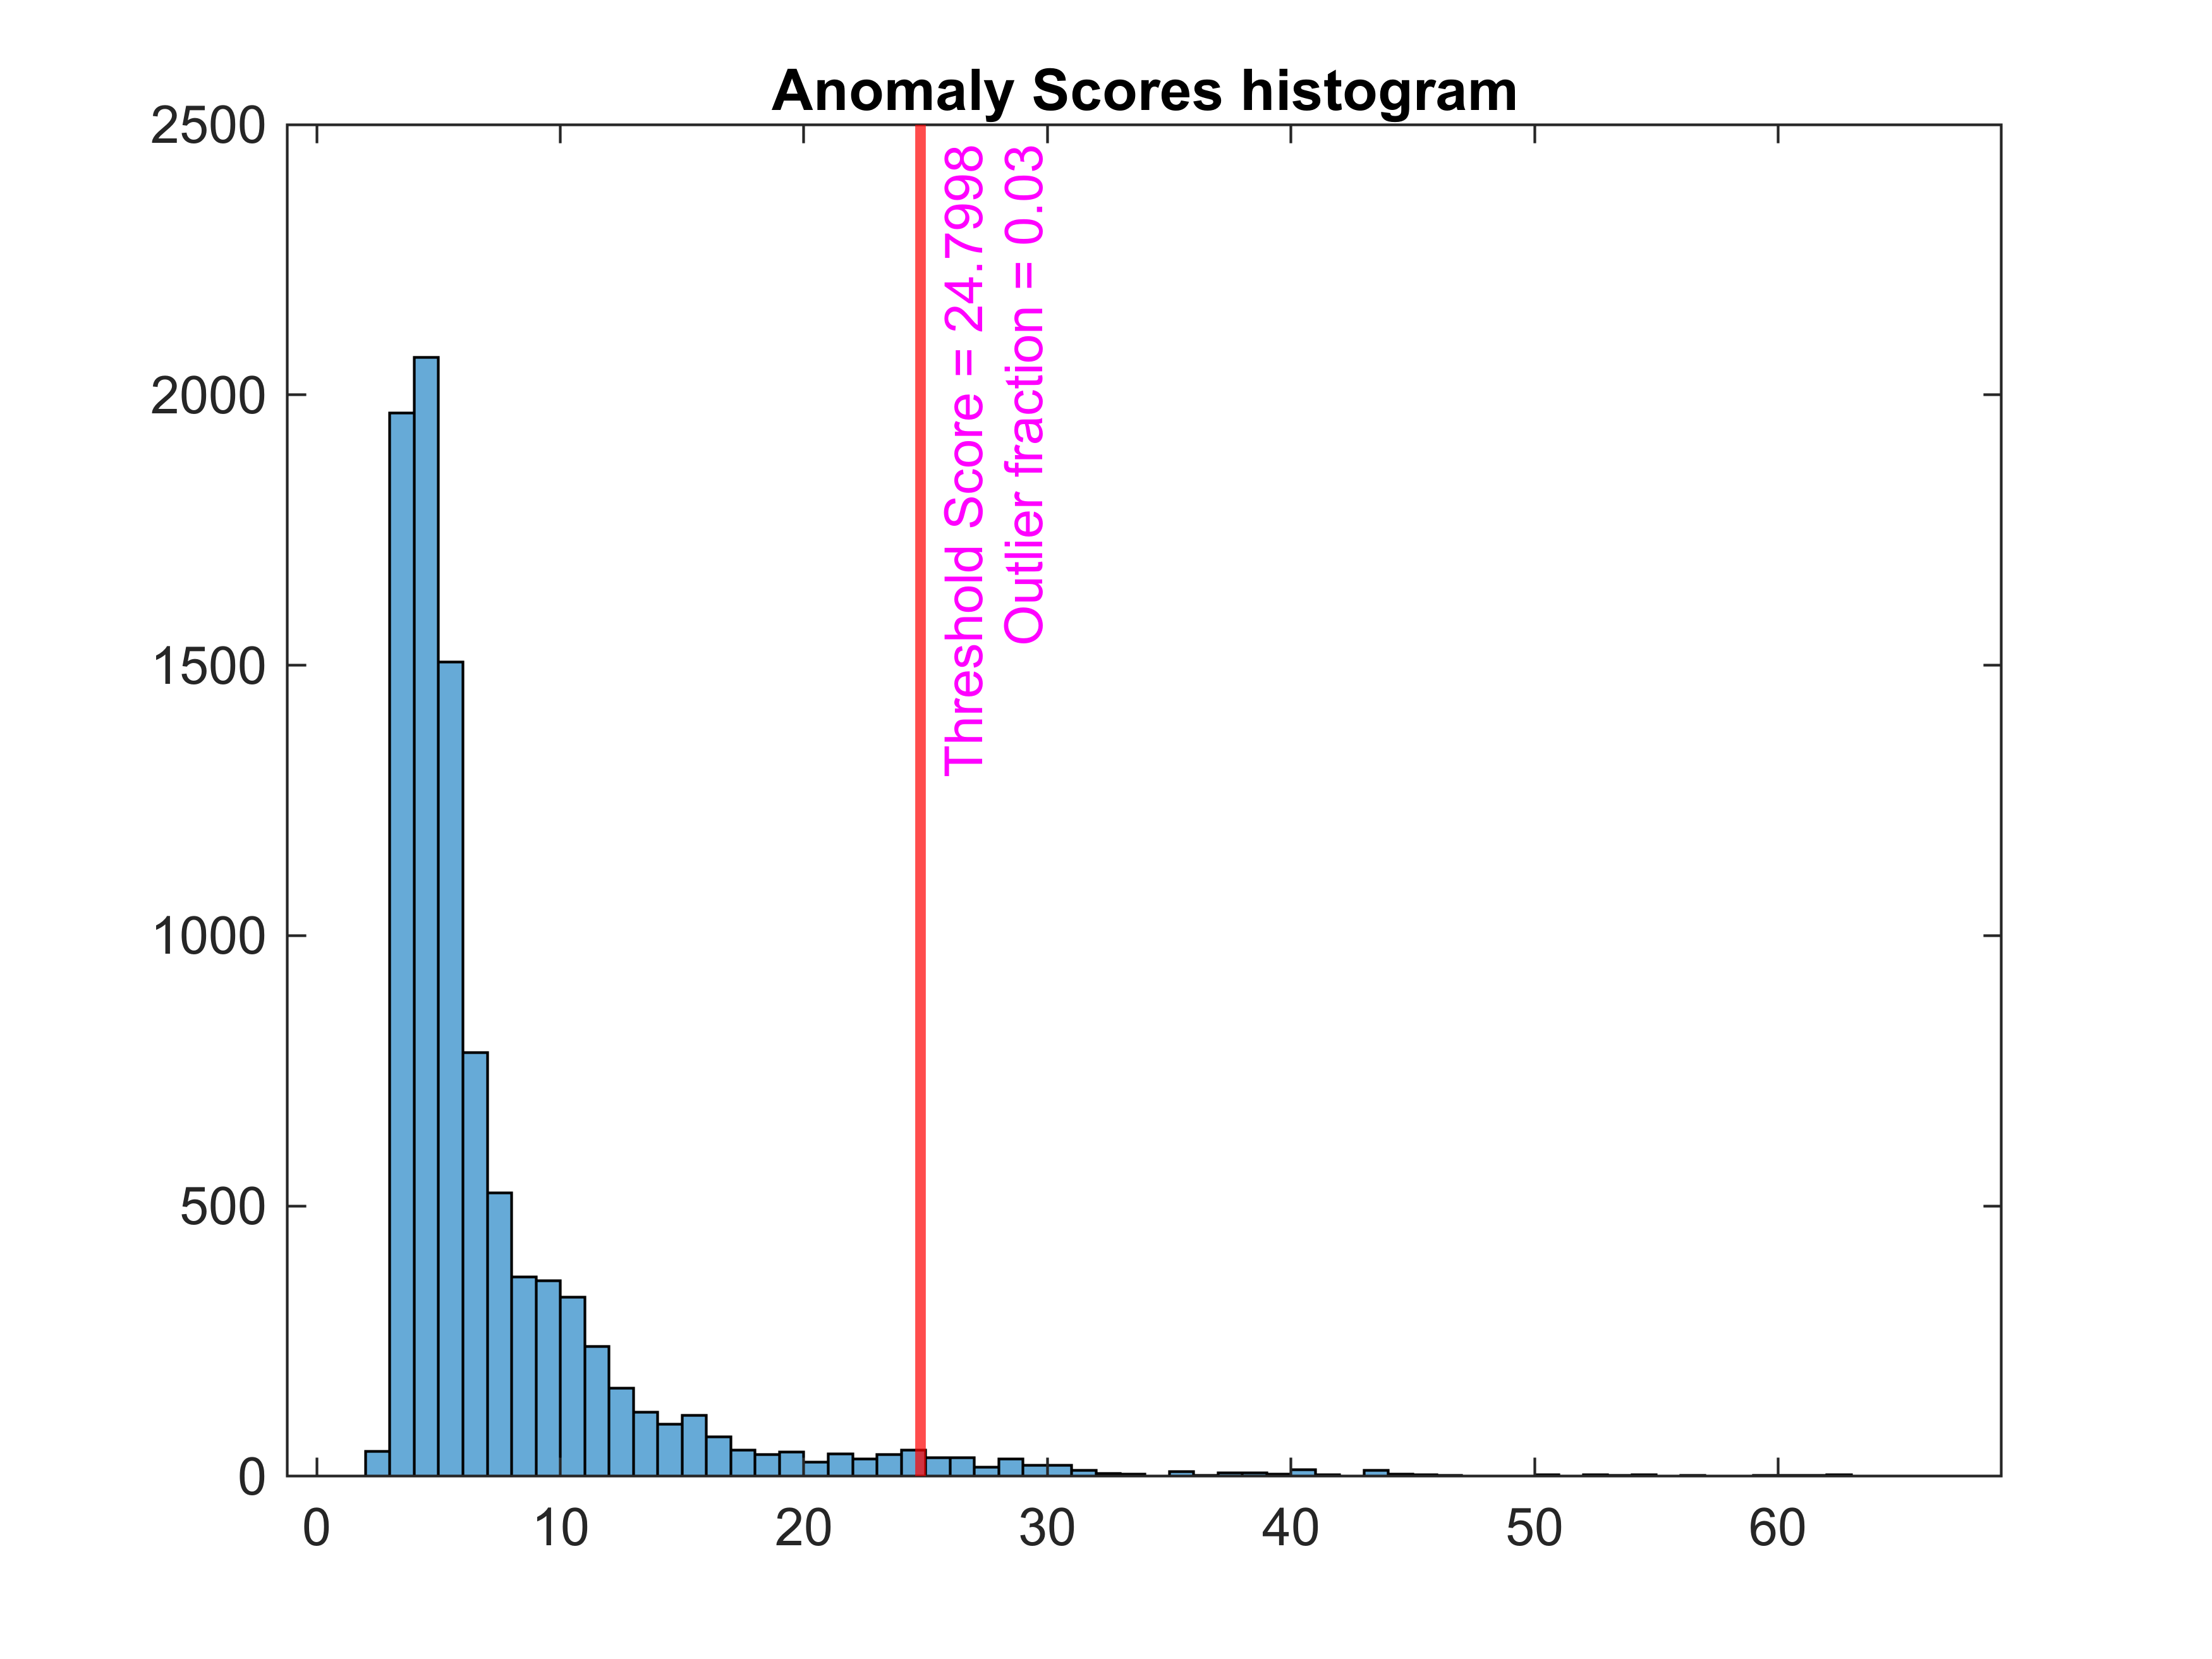 Anomaly Scores histogram
2500
2000
1500
1000
500
0
Threshold Score = 24.7998
Outlier fraction = 0.03
0 10 20 30 40 50 60